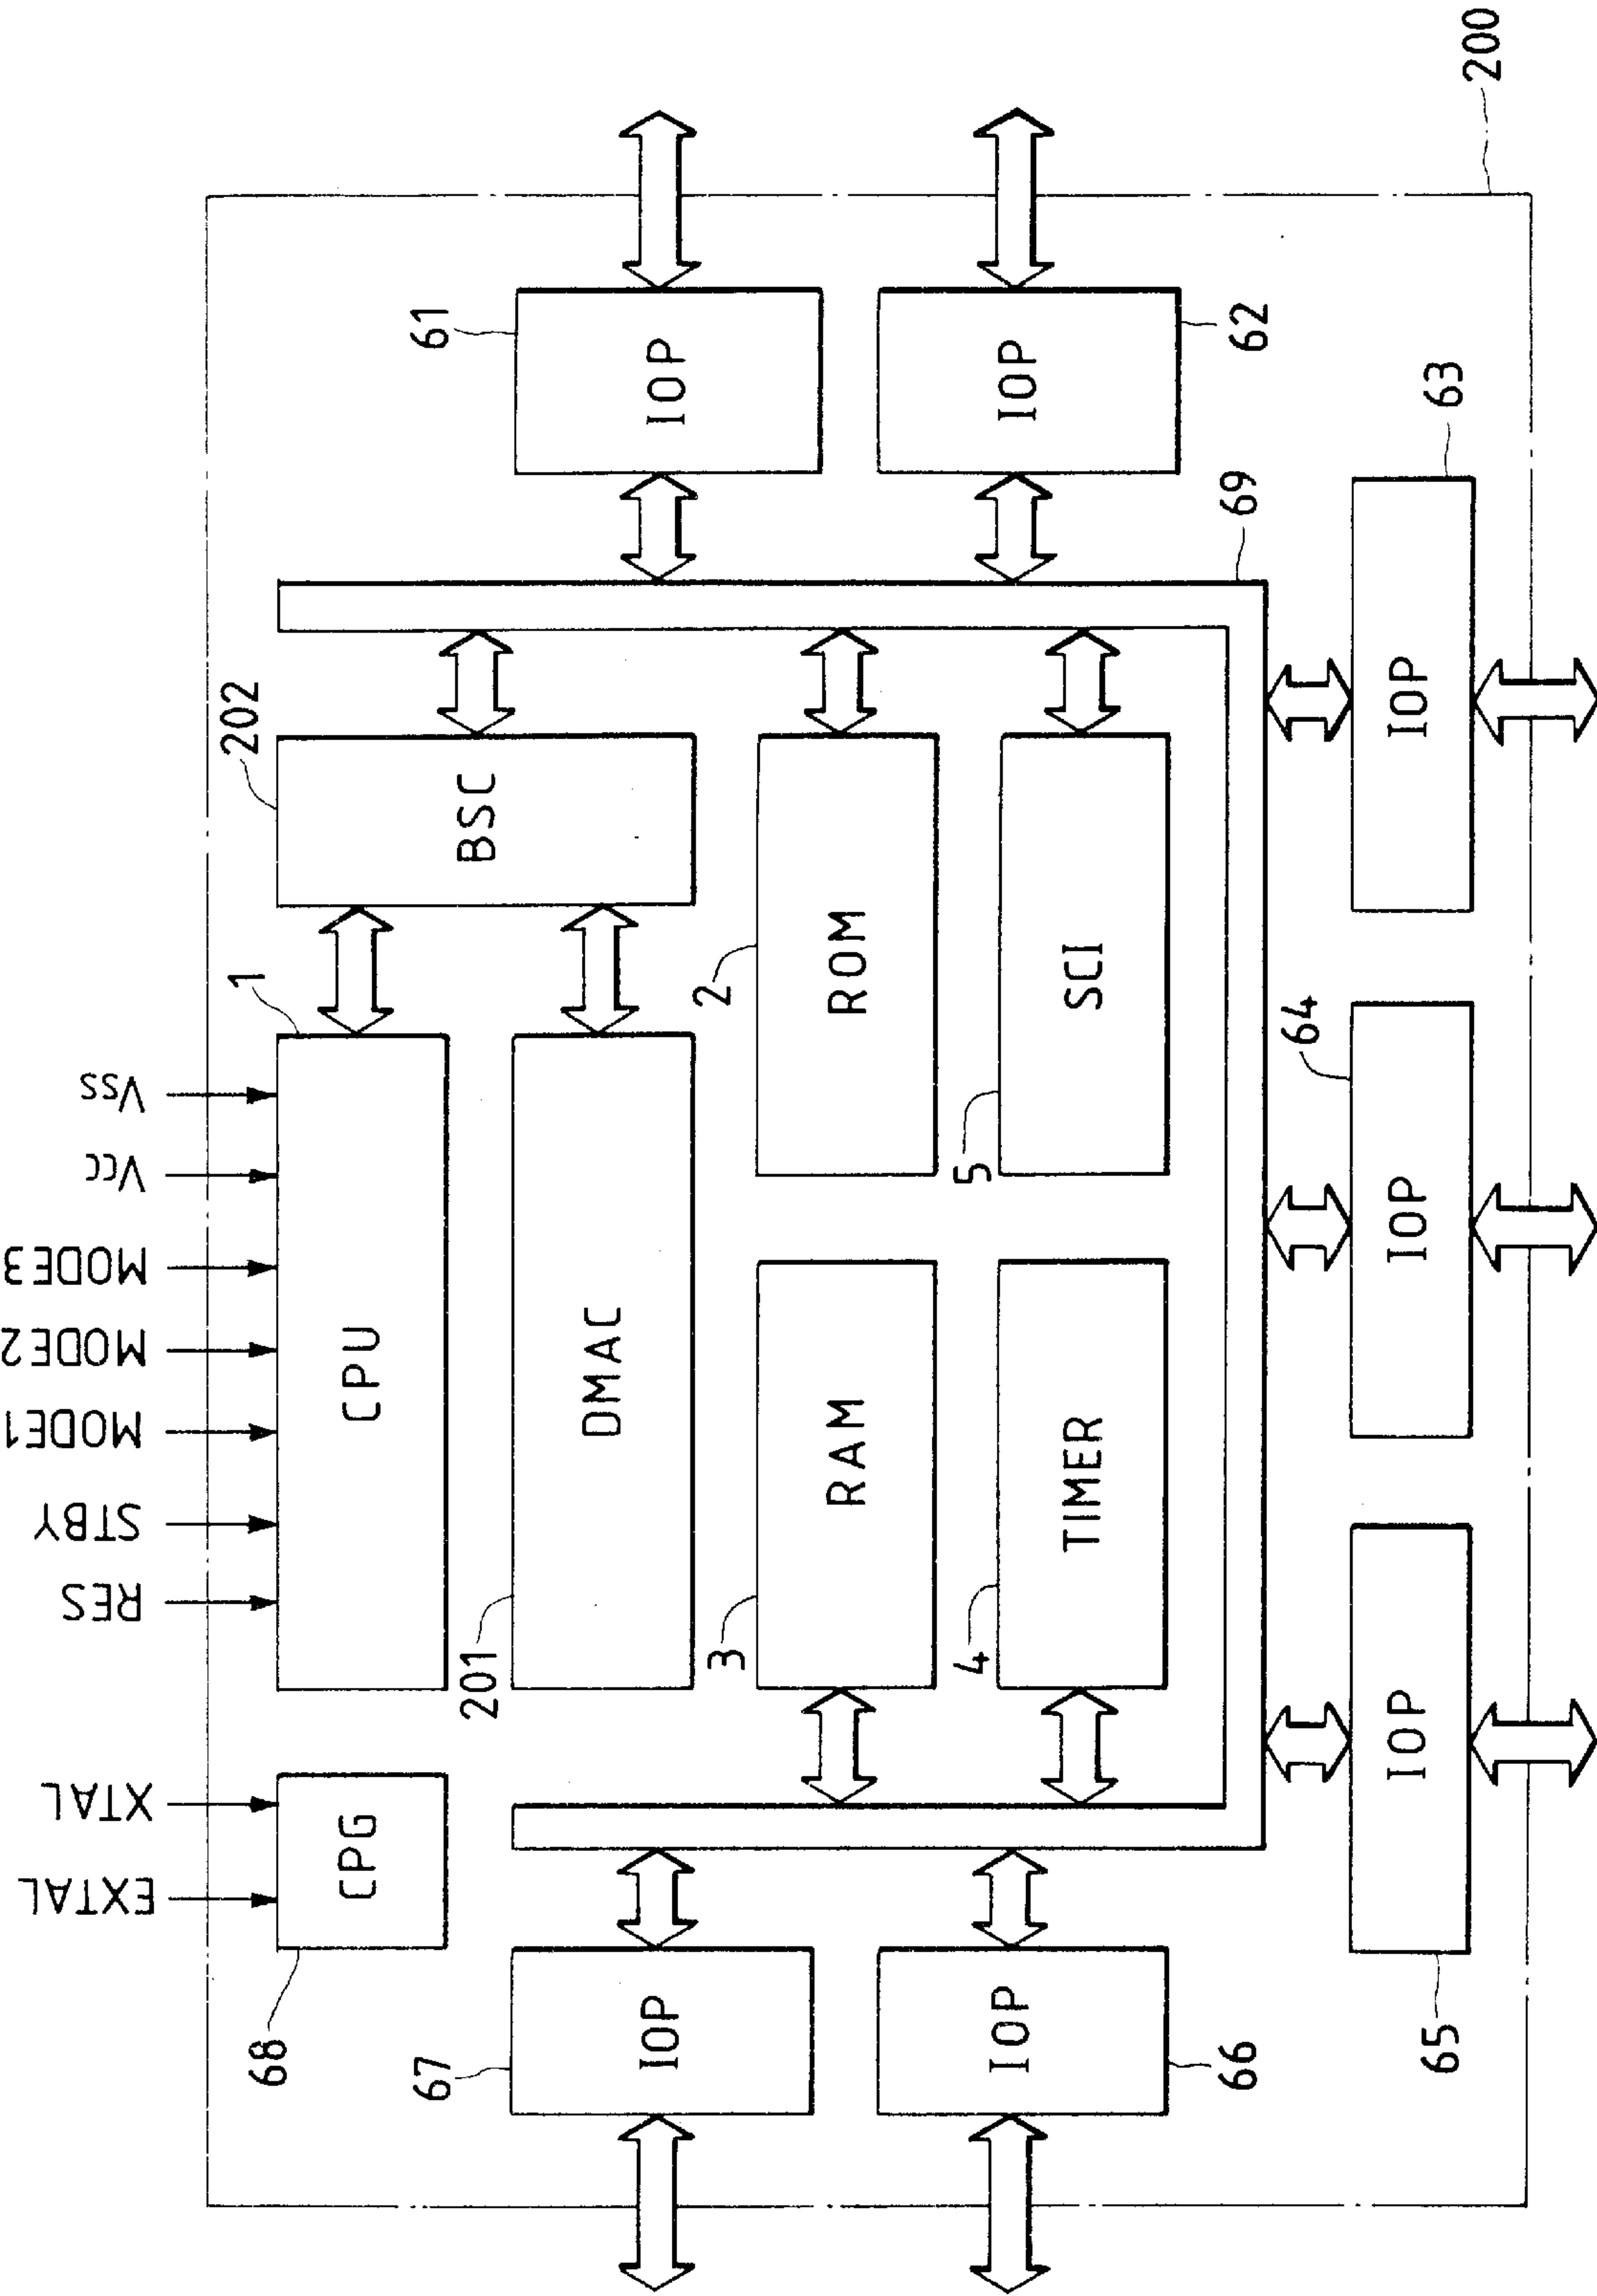 EXTAL
XTAL
RES
STBY
MODE1
MODE2
MODE3
Vcc
Vss
68
CPG
CPU
1
202
BSC
201
DMAC
67
IOP
61
IOP
3
RAM
2
ROM
66
IOP
4
TIMER
5
SCI
62
IOP
69
65
IOP
64
IOP
63
IOP
200